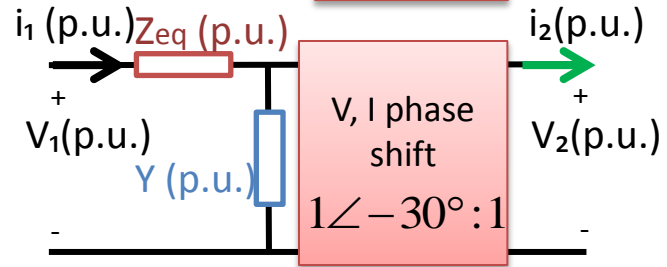 i₁ (p.u.)
Zeq (p.u.)
i₂(p.u.)
+
+
V₁(p.u.)
V, I phase
shift
V₂(p.u.)
Y (p.u.)
1∠−30°:1
-
-